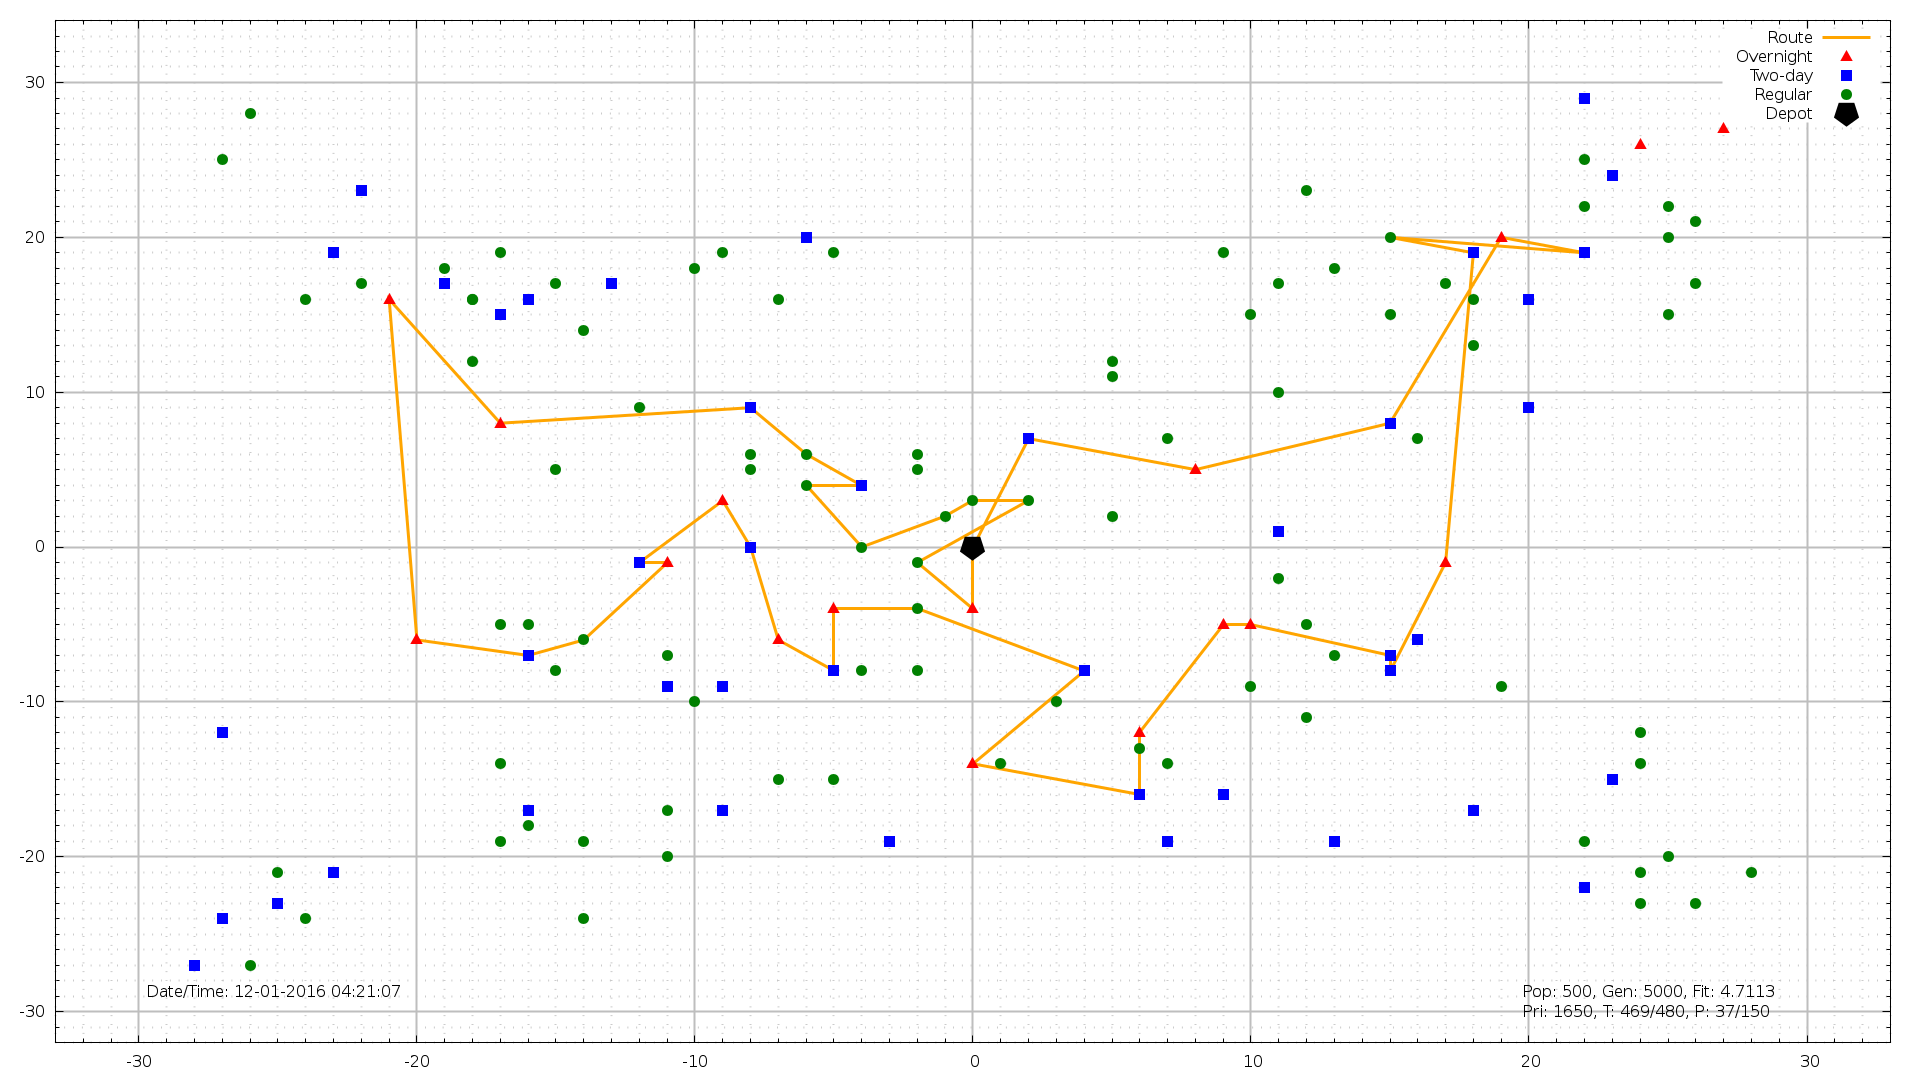 Route
Overnight
Two-day
Regular
Depot
30
20
10
0
-10
-20
-30
Date/Time: 12-01-2016 04:21:07
Pop: 500, Gen: 5000, Fit: 4.7113
Pri: 1650, T: 469/480, P: 37/150
-30 -20 -10 0 10 20 30